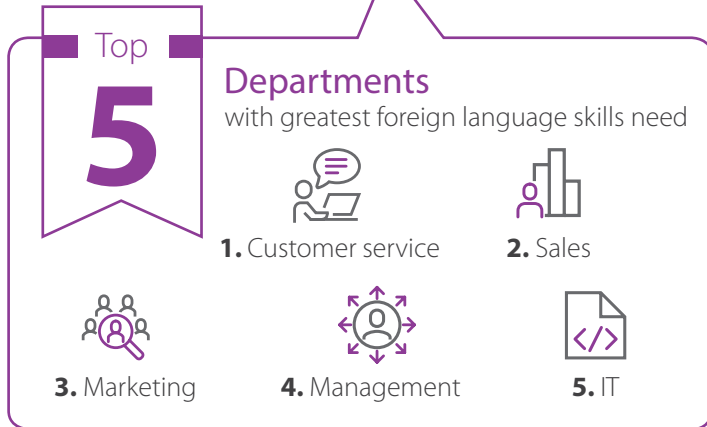 Top
5
Departments
with greatest foreign language skills need
1. Customer service
2. Sales
3. Marketing
4. Management
5. IT